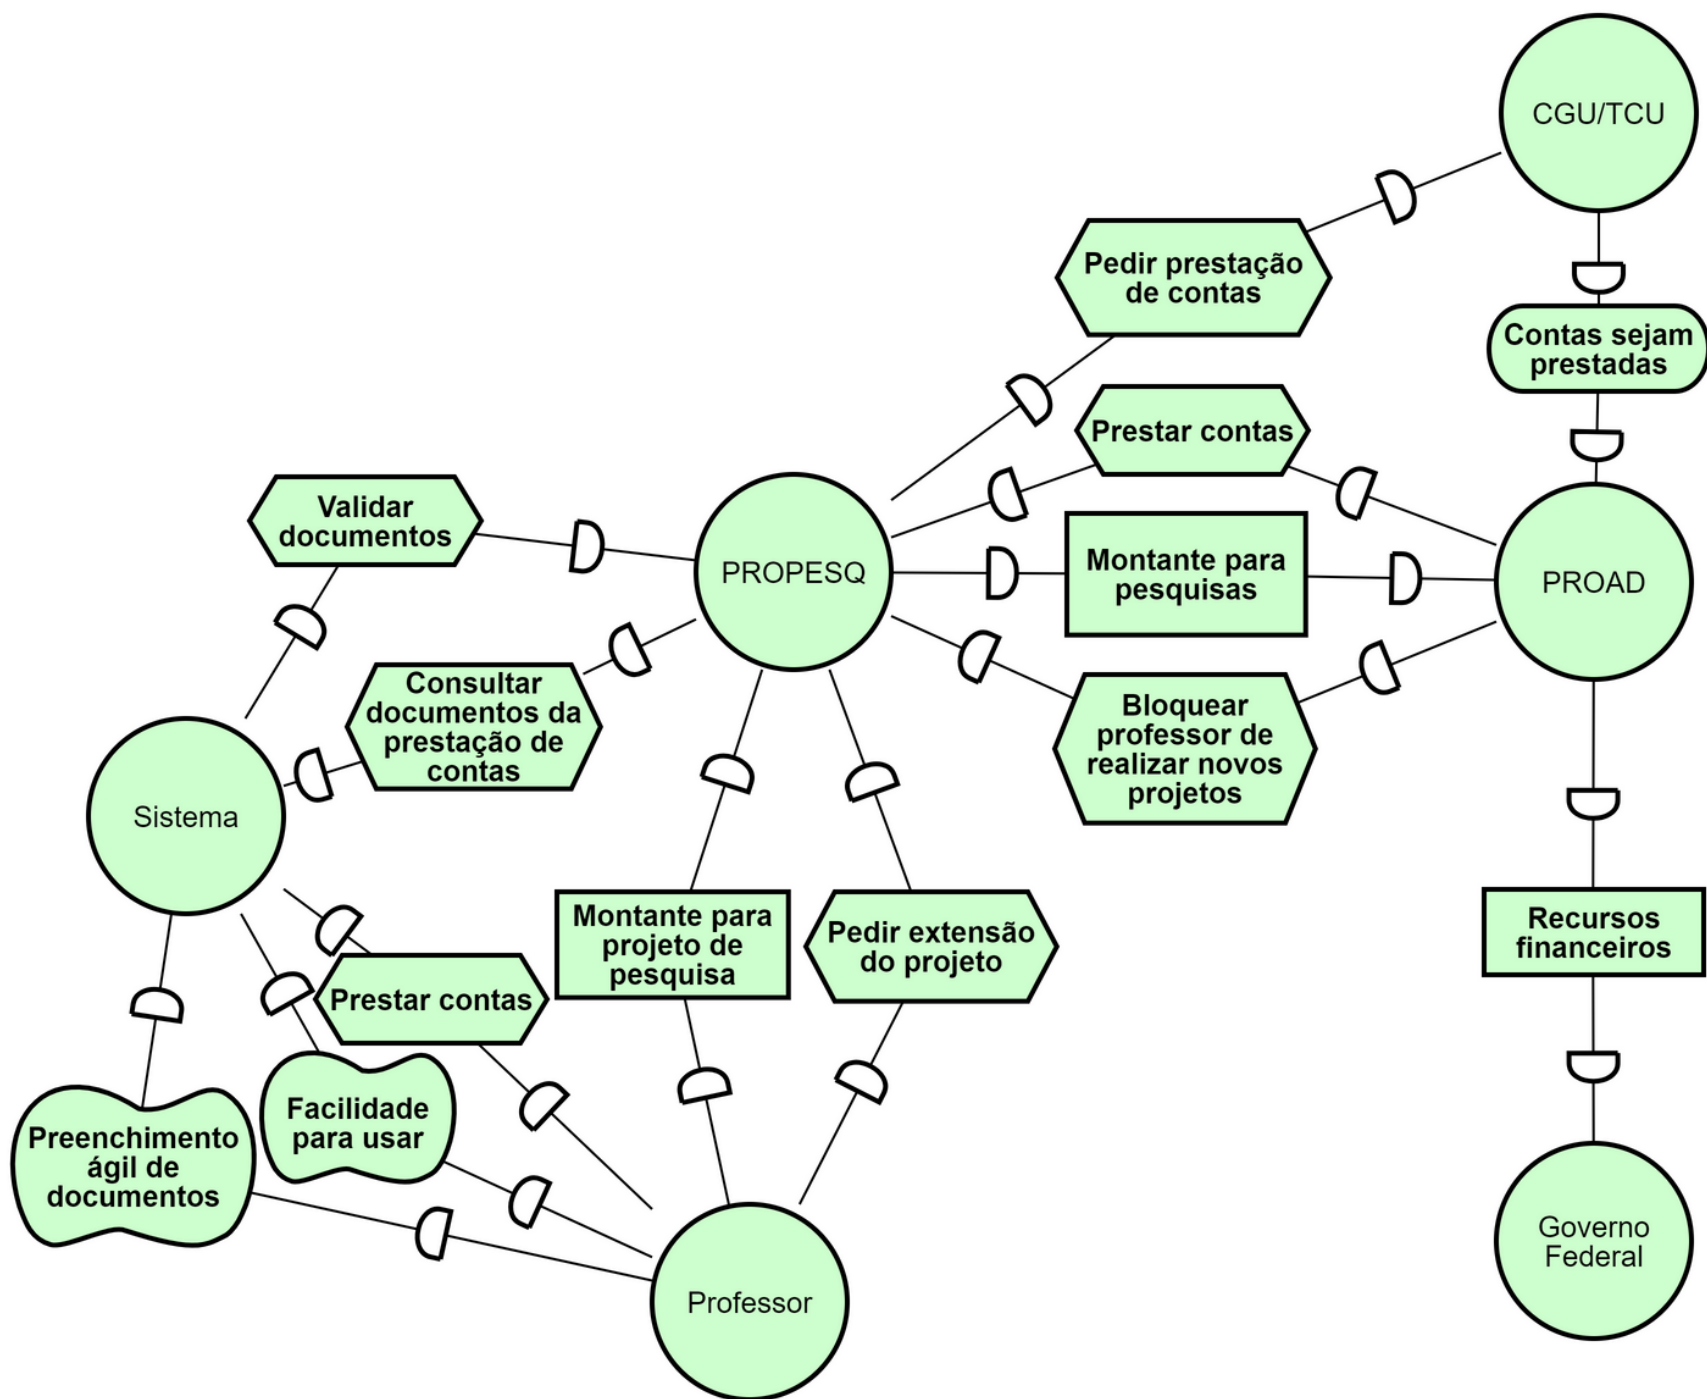 CGU/TCU
Pedir prestação
de contas
Contas sejam
prestadas
Prestar contas
Validar
documentos
PROPESQ
Montante para
pesquisas
PROAD
Consultar
documentos da
prestação de
contas
Bloquear
professor de
realizar novos
projetos
Sistema
Montante para
projeto de
pesquisa
Pedir extensão
do projeto
Recursos
financeiros
Prestar contas
Facilidade
para usar
Preenchimento
ágil de
documentos
Governo
Federal
Professor